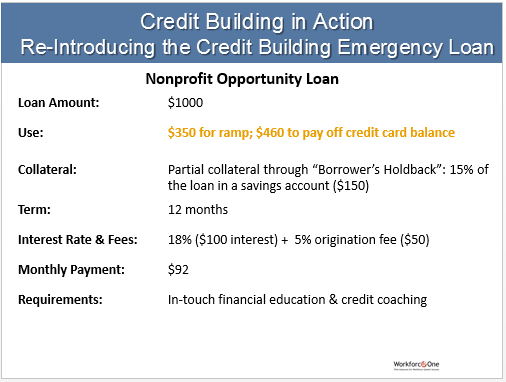 Credit Building in Action
Re-Introducing the Credit Building Emergency Loan
Nonprofit Opportunity Loan
Loan Amount: $1000
Use: $350 for ramp; $460 to pay off credit card balance
Collateral: Partial collateral through “Borrower’s Holdback”: 15% of
the loan in a savings account ($150)
Term: 12 months
Interest Rate & Fees: 18% ($100 interest) + 5% origination fee ($50)
Monthly Payment: $92
Requirements: In-touch financial education & credit coaching
Workforce One